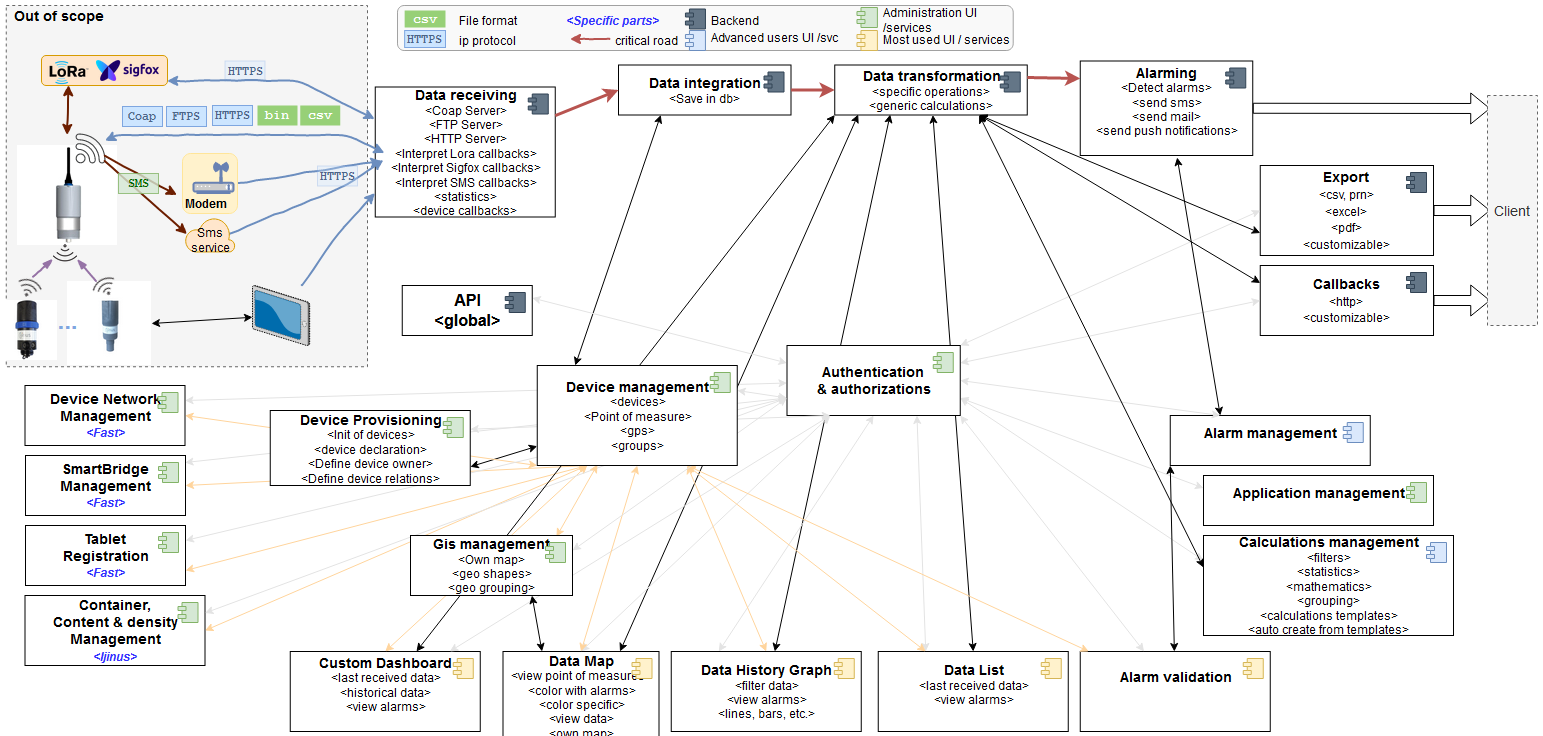 Out of scope
csv
File format
<Specific parts>
Backend
Administration UI
/services
HTTPS
ip protocol
critical road
Advanced users UI /svc
Most used UI / services
LoRa
sigfox
HTTPS
Coap
FTPS
HTTPS
bin
csv
SMS
HTTPS
Modem
Sms
service
...
Data receiving
<Coap Server>
<FTP Server>
<HTTP Server>
<Interpret Lora callbacks>
<Interpret Sigfox callbacks>
<Interpret SMS callbacks>
<statistics>
<device callbacks>
Data integration
<Save in db>
Data transformation
<specific operations>
<generic calculations>
Alarming
<Detect alarms>
<send sms>
<send mail>
<send push notifications>
Export
<csv, prn>
<excel>
<pdf>
<customizable>
Client
Callbacks
<http>
<customizable>
API
<global>
Authentication
& authorizations
Device management
<devices>
<Point of measure>
<gps>
<groups>
Device Network
Management
<Fast>
Device Provisioning
<Init of devices>
<device declaration>
<Define device owner>
<Define device relations>
SmartBridge
Management
<Fast>
Tablet
Registration
<Fast>
Container,
Content & density
Management
<Ijinus>
Gis management
<Own map>
<geo shapes>
<geo grouping>
Alarm management
Application management
Calculations management
<filters>
<statistics>
<mathematics>
<grouping>
<calculations templates>
<auto create from templates>
Custom Dashboard
<last received data>
<historical data>
<view alarms>
Data Map
<view point of measures
<color with alarms>
<color specific>
<view data>
<own map>
Data History Graph
<filter data>
<view alarms>
<lines, bars, etc.>
Data List
<last received data>
<view alarms>
Alarm validation